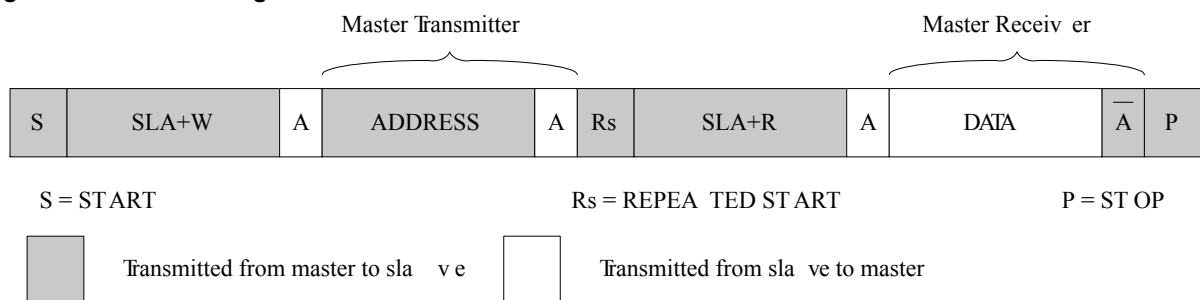 Master Transmitter Master Receiv er
S SLA+W A ADDRESS A Rs SLA+R A DATA A̅ P
S = ST ART Rs = REPEA TED ST ART P = ST OP
Transmitted from master to sla v e Transmitted from sla ve to master